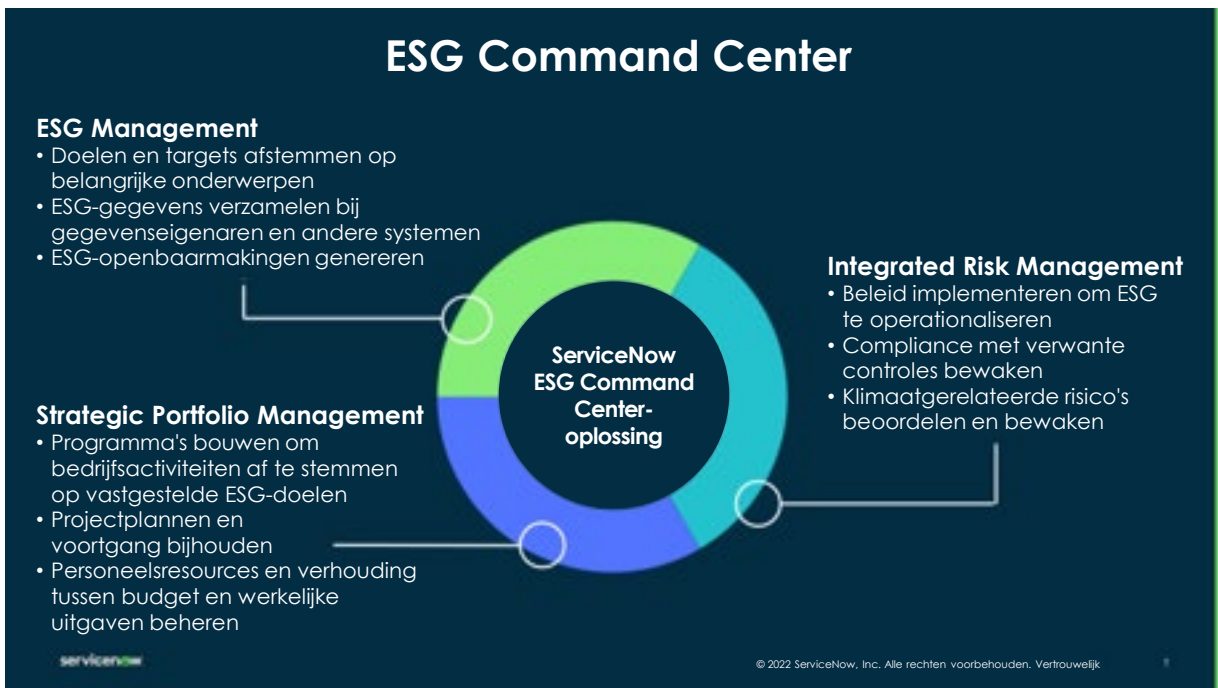 ESG Command Center
ESG Management
• Doelen en targets afstemmen op
belangrijke onderwerpen
• ESG-gegevens verzamelen bij
gegevenseigenaren en andere systemen
• ESG-openbaarmakingen genereren
Strategic Portfolio Management
• Programma's bouwen om
bedrijfsactiviteiten af te stemmen
op vastgestelde ESG-doelen
• Projectplannen en
voortgang bijhouden
• Personeelsresources en verhouding
tussen budget en werkelijke
uitgaven beheren
ServiceNow
ESG Command
Center-
oplossing
Integrated Risk Management
• Beleid implementeren om ESG
te operationaliseren
• Compliance met verwante
controles bewaken
• Klimaatgerelateerde risico's
beoordelen en bewaken
servicenow
© 2022 ServiceNow, Inc. Alle rechten voorbehouden. Vertrouwelijk